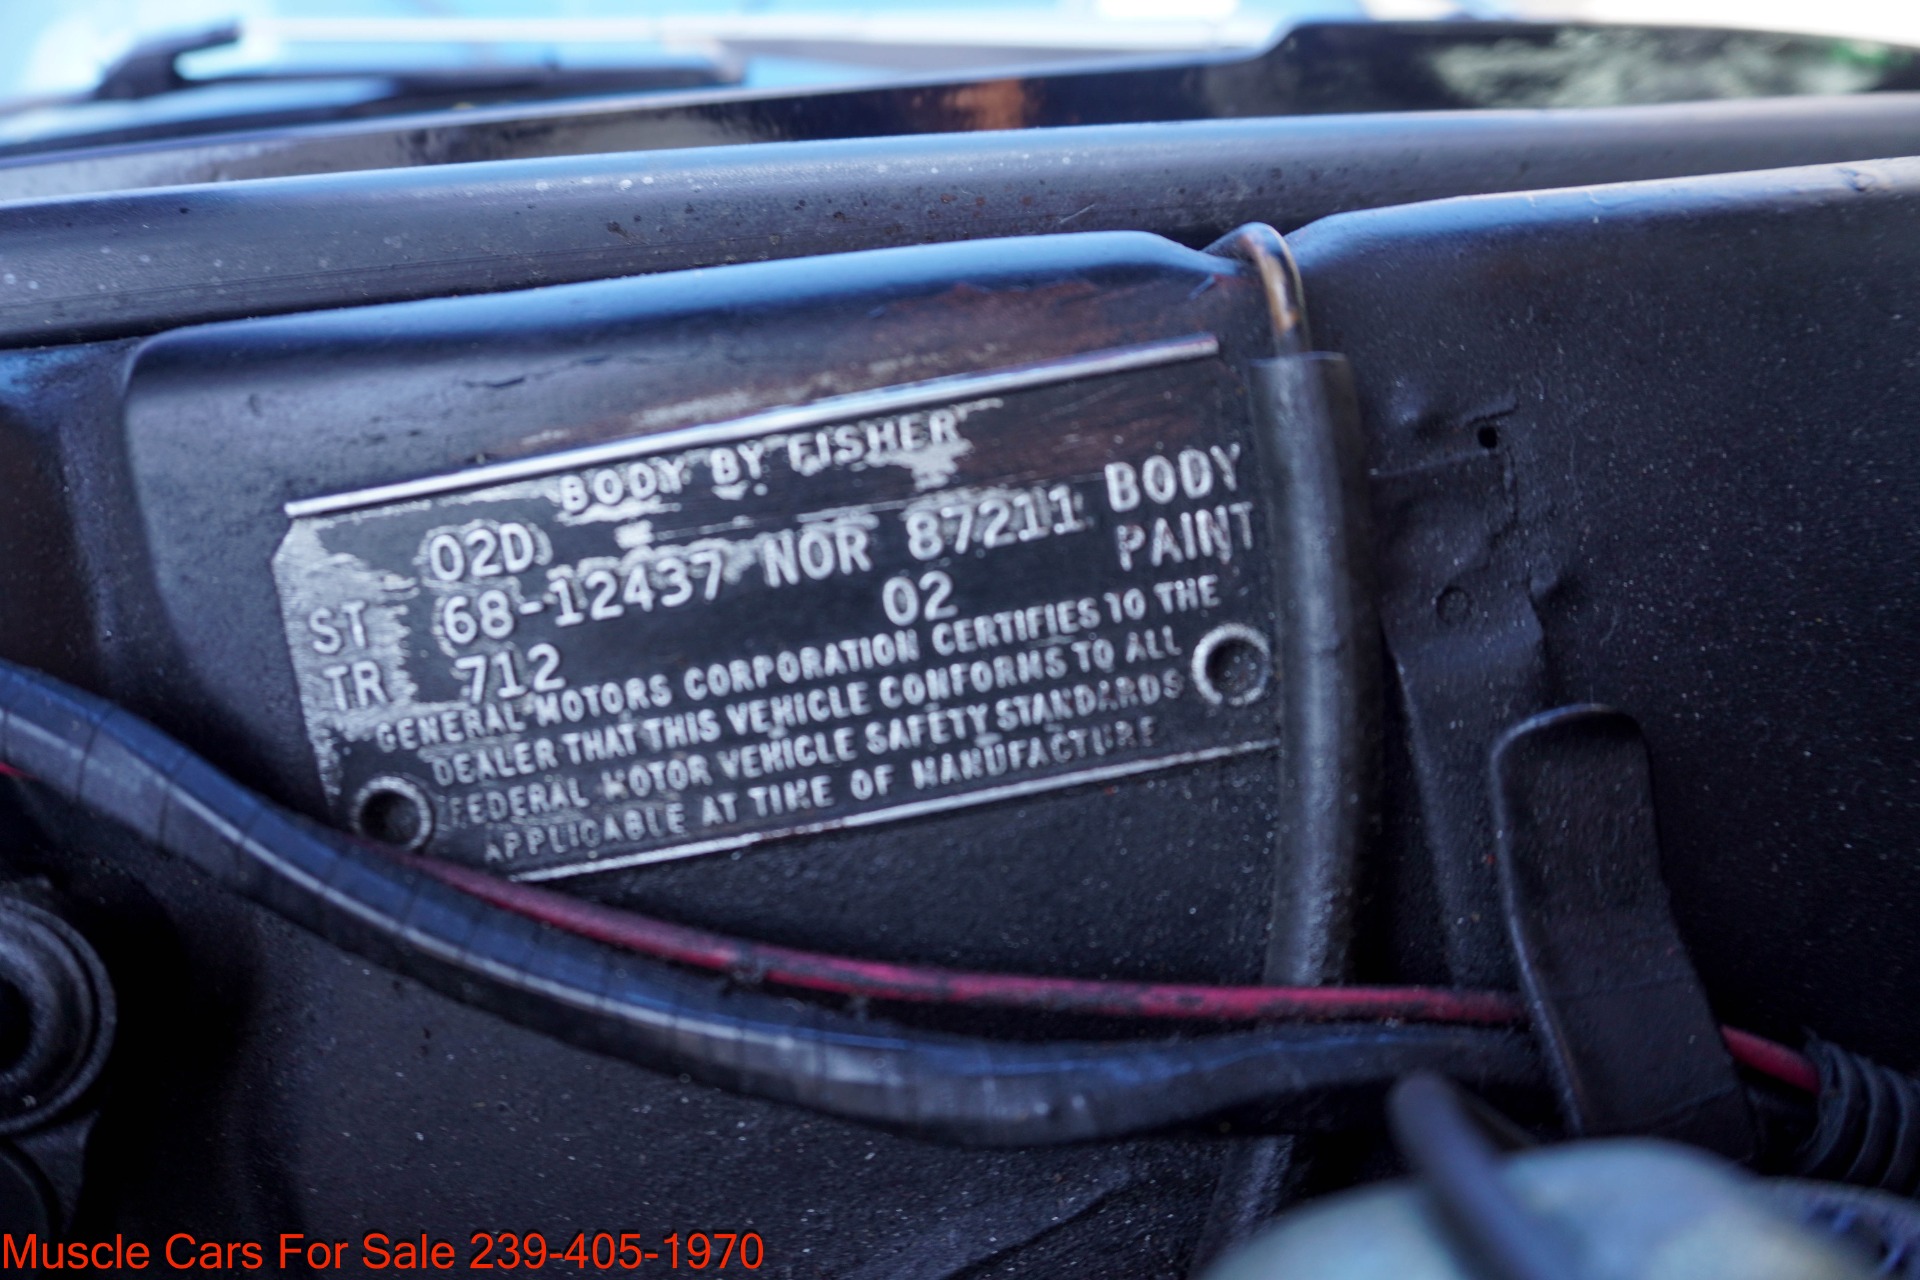 BODY BY FISHER
02D
ST 68-12437 NOR 87211 BODY
TR 712 02 PAINT
GENERAL MOTORS CORPORATION CERTIFIES TO THE
DEALER THAT THIS VEHICLE CONFORMS TO ALL
FEDERAL MOTOR VEHICLE SAFETY STANDARDS
APPLICABLE AT TIME OF MANUFACTURE
Muscle Cars For Sale 239-405-1970